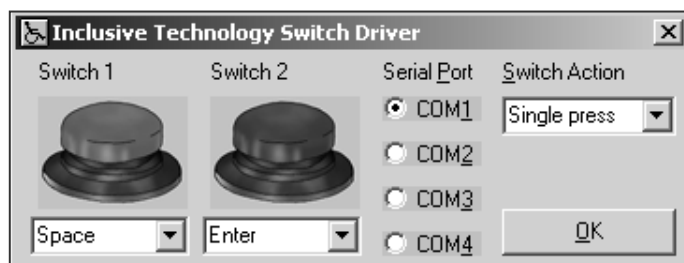 Inclusive Technology Switch Driver
Switch 1
Switch 2
Serial Port
Switch Action
COM1
COM2
COM3
COM4
Single press
Space
Enter
OK